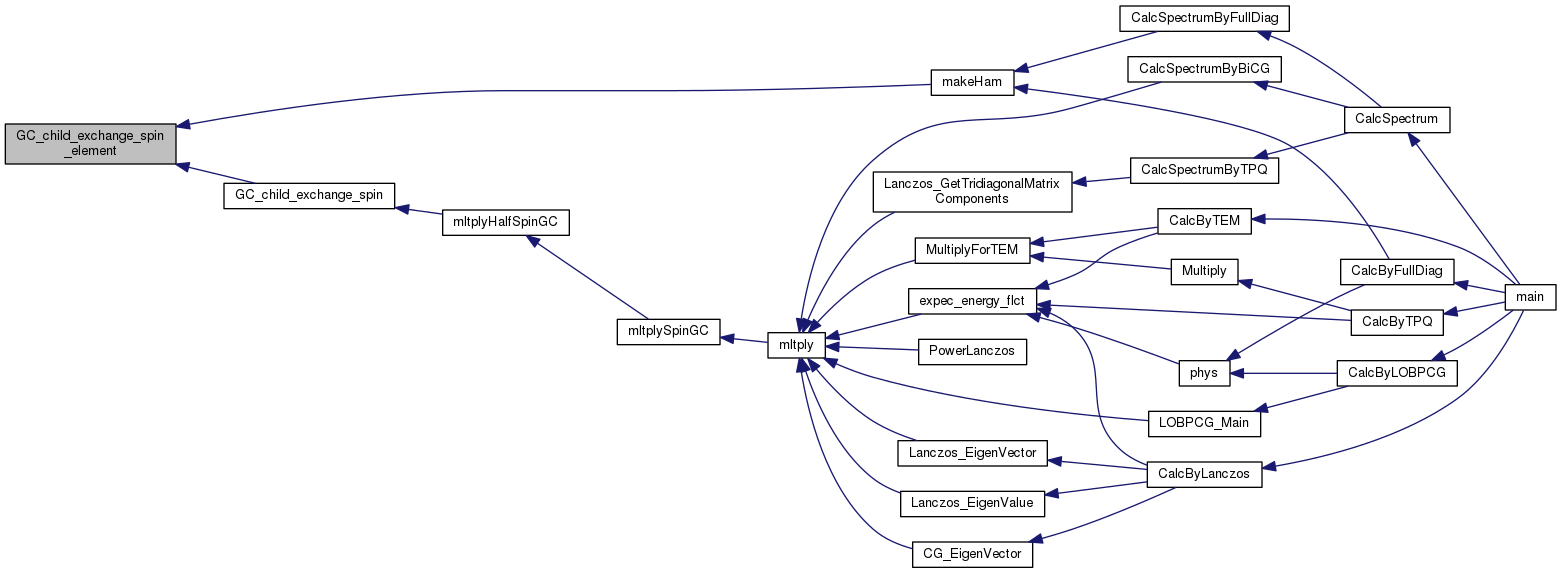 GC_child_exchange_spin
_element
GC_child_exchange_spin
mltplyHalfSpinGC
mltplySpinGC
mltply
makeHam
CalcSpectrumByFullDiag
CalcSpectrumByBiCG
Lanczos_GetTridiagonalMatrix
Components
CalcSpectrumByTPQ
CalcSpectrum
MultiplyForTEM
CalcByTEM
Multiply
expec_energy_flct
CalcByFullDiag
CalcByTPQ
main
PowerLanczos
phys
CalcByLOBPCG
LOBPCG_Main
Lanczos_EigenVector
CalcByLanczos
Lanczos_EigenValue
CG_EigenVector